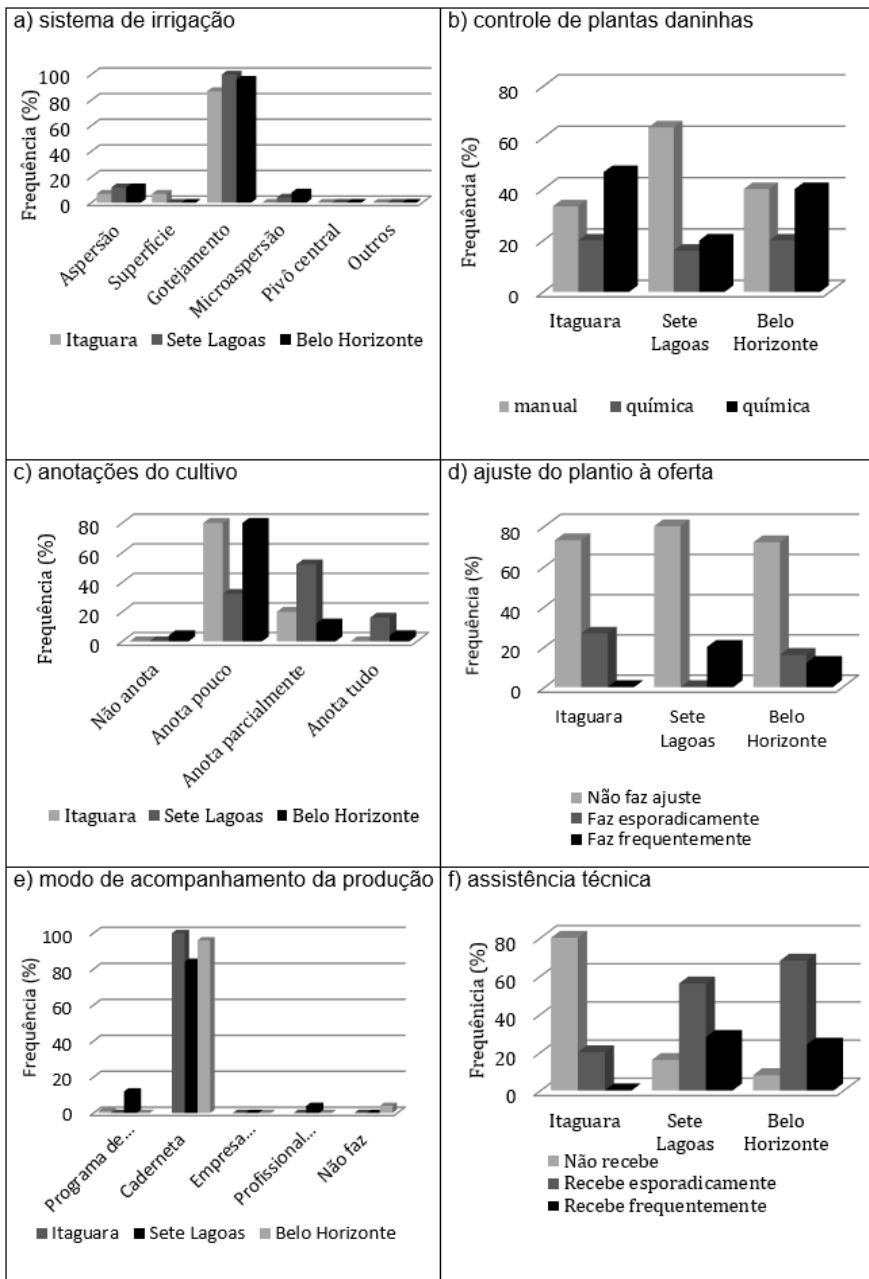 a) sistema de irrigação
Frequência (%)
100
80
60
40
20
0
Aspersão
Superfície
Gotejamento
Microaspersão
Pivô central
Outros
Itaguara Sete Lagoas Belo Horizonte
b) controle de plantas daninhas
Frequência (%)
80
60
40
20
0
Itaguara Sete Belo
Lagoas Horizonte
manual química química
c) anotações do cultivo
Frequência (%)
80
60
40
20
0
Não anota
Anota pouco
Anota parcialmente
Anota tudo
Itaguara Sete Lagoas Belo Horizonte
d) ajuste do plantio à oferta
Frequência (%)
80
60
40
20
0
Itaguara Sete Belo
Lagoas Horizonte
Não faz ajuste
Faz esporadicamente
Faz frequentemente
e) modo de acompanhamento da produção
Frequência (%)
100
80
60
40
20
0
Programa de...
Caderneta
Empresa...
Profissional...
Não faz
Itaguara Sete Lagoas Belo Horizonte
f) assistência técnica
Frequênicia (%)
80
60
40
20
0
Itaguara Sete Belo
Lagoas Horizonte
Não recebe
Recebe esporadicamente
Recebe frequentemente